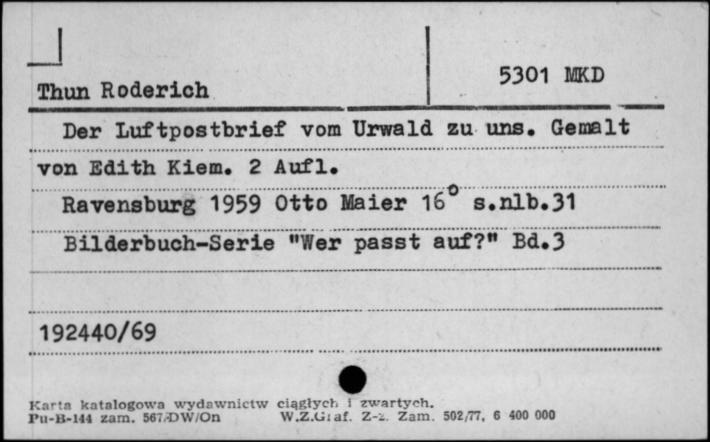 Thun Roderich
5301 MKD
Der Luftpostbrief vom Urwald zu uns. Gemalt
von Edith Kiem. 2 Aufl.
Ravensburg 1959 Otto Maier 16° s.nlb.31
Bilderbuch-Serie "Wer passt auf?" Bd.3
192440/69
Karta katalogowa wydawnictw ciągłych i zwartych.
Pu-B-144 zam. 567/DW/On W.Z.Graf. Z-z. Zam. 502/77, 6 400 000